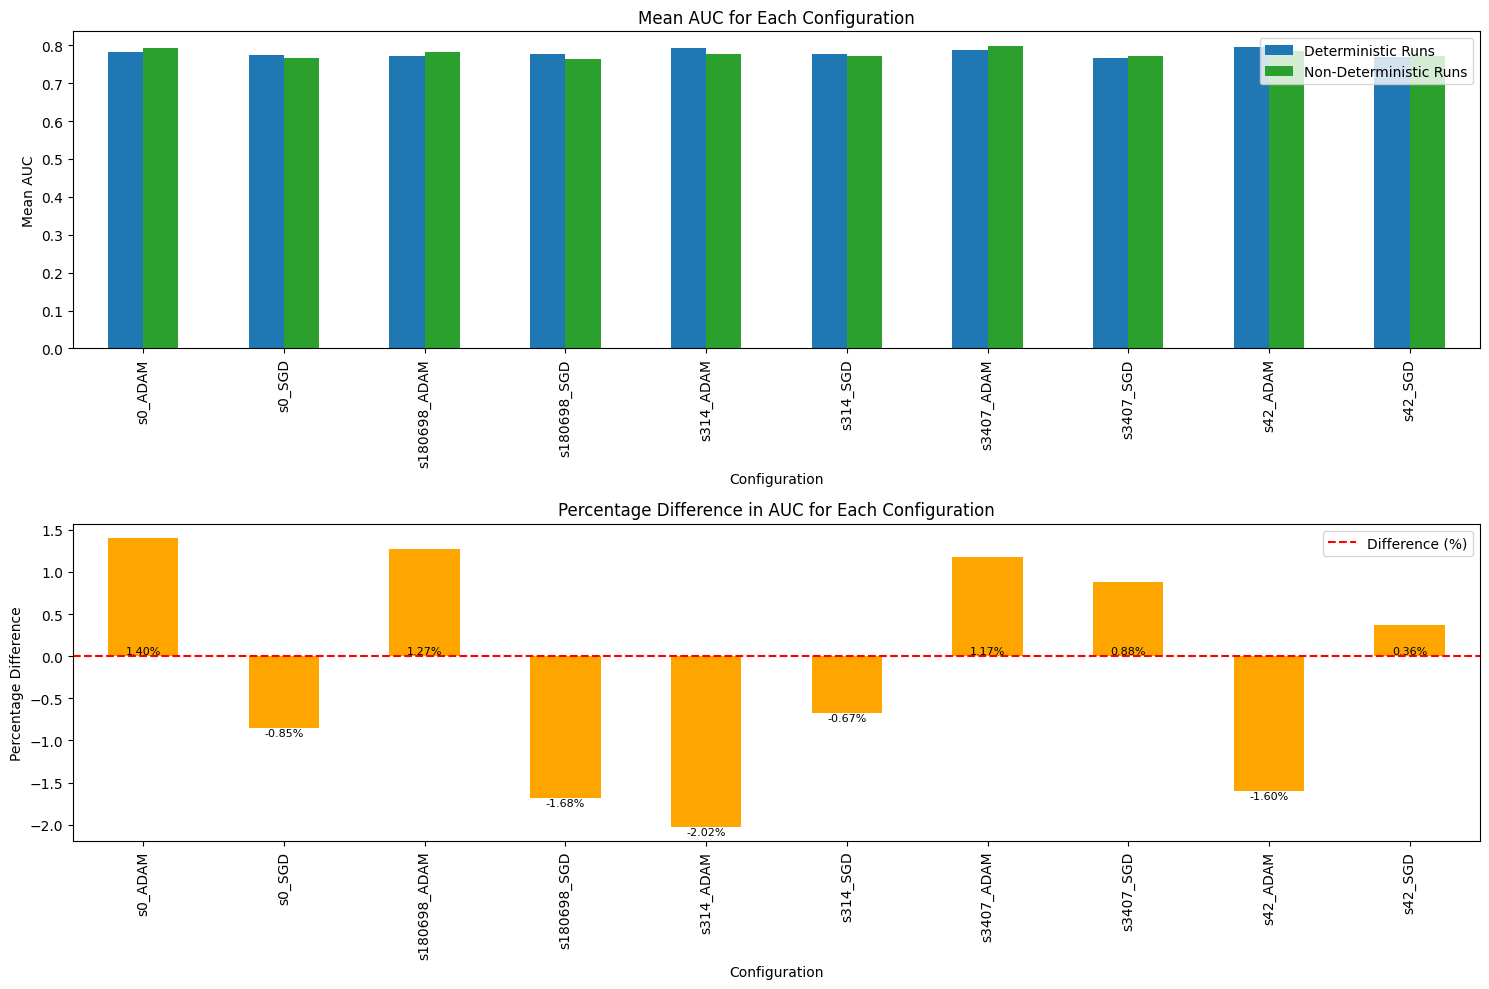 Mean AUC for Each Configuration
Mean AUC
0.8
0.7
0.6
0.5
0.4
0.3
0.2
0.1
0.0
Deterministic Runs
Non-Deterministic Runs
s0_ADAM
s0_SGD
s180698_ADAM
s180698_SGD
s314_ADAM
s314_SGD
s3407_ADAM
s3407_SGD
s42_ADAM
s42_SGD
Configuration
Percentage Difference in AUC for Each Configuration
Percentage Difference
1.5
1.0
0.5
0.0
−0.5
−1.0
−1.5
−2.0
Difference (%)
1.40%
-0.85%
1.27%
-1.68%
-2.02%
-0.67%
1.17%
0.88%
-1.60%
0.36%
s0_ADAM
s0_SGD
s180698_ADAM
s180698_SGD
s314_ADAM
s314_SGD
s3407_ADAM
s3407_SGD
s42_ADAM
s42_SGD
Configuration